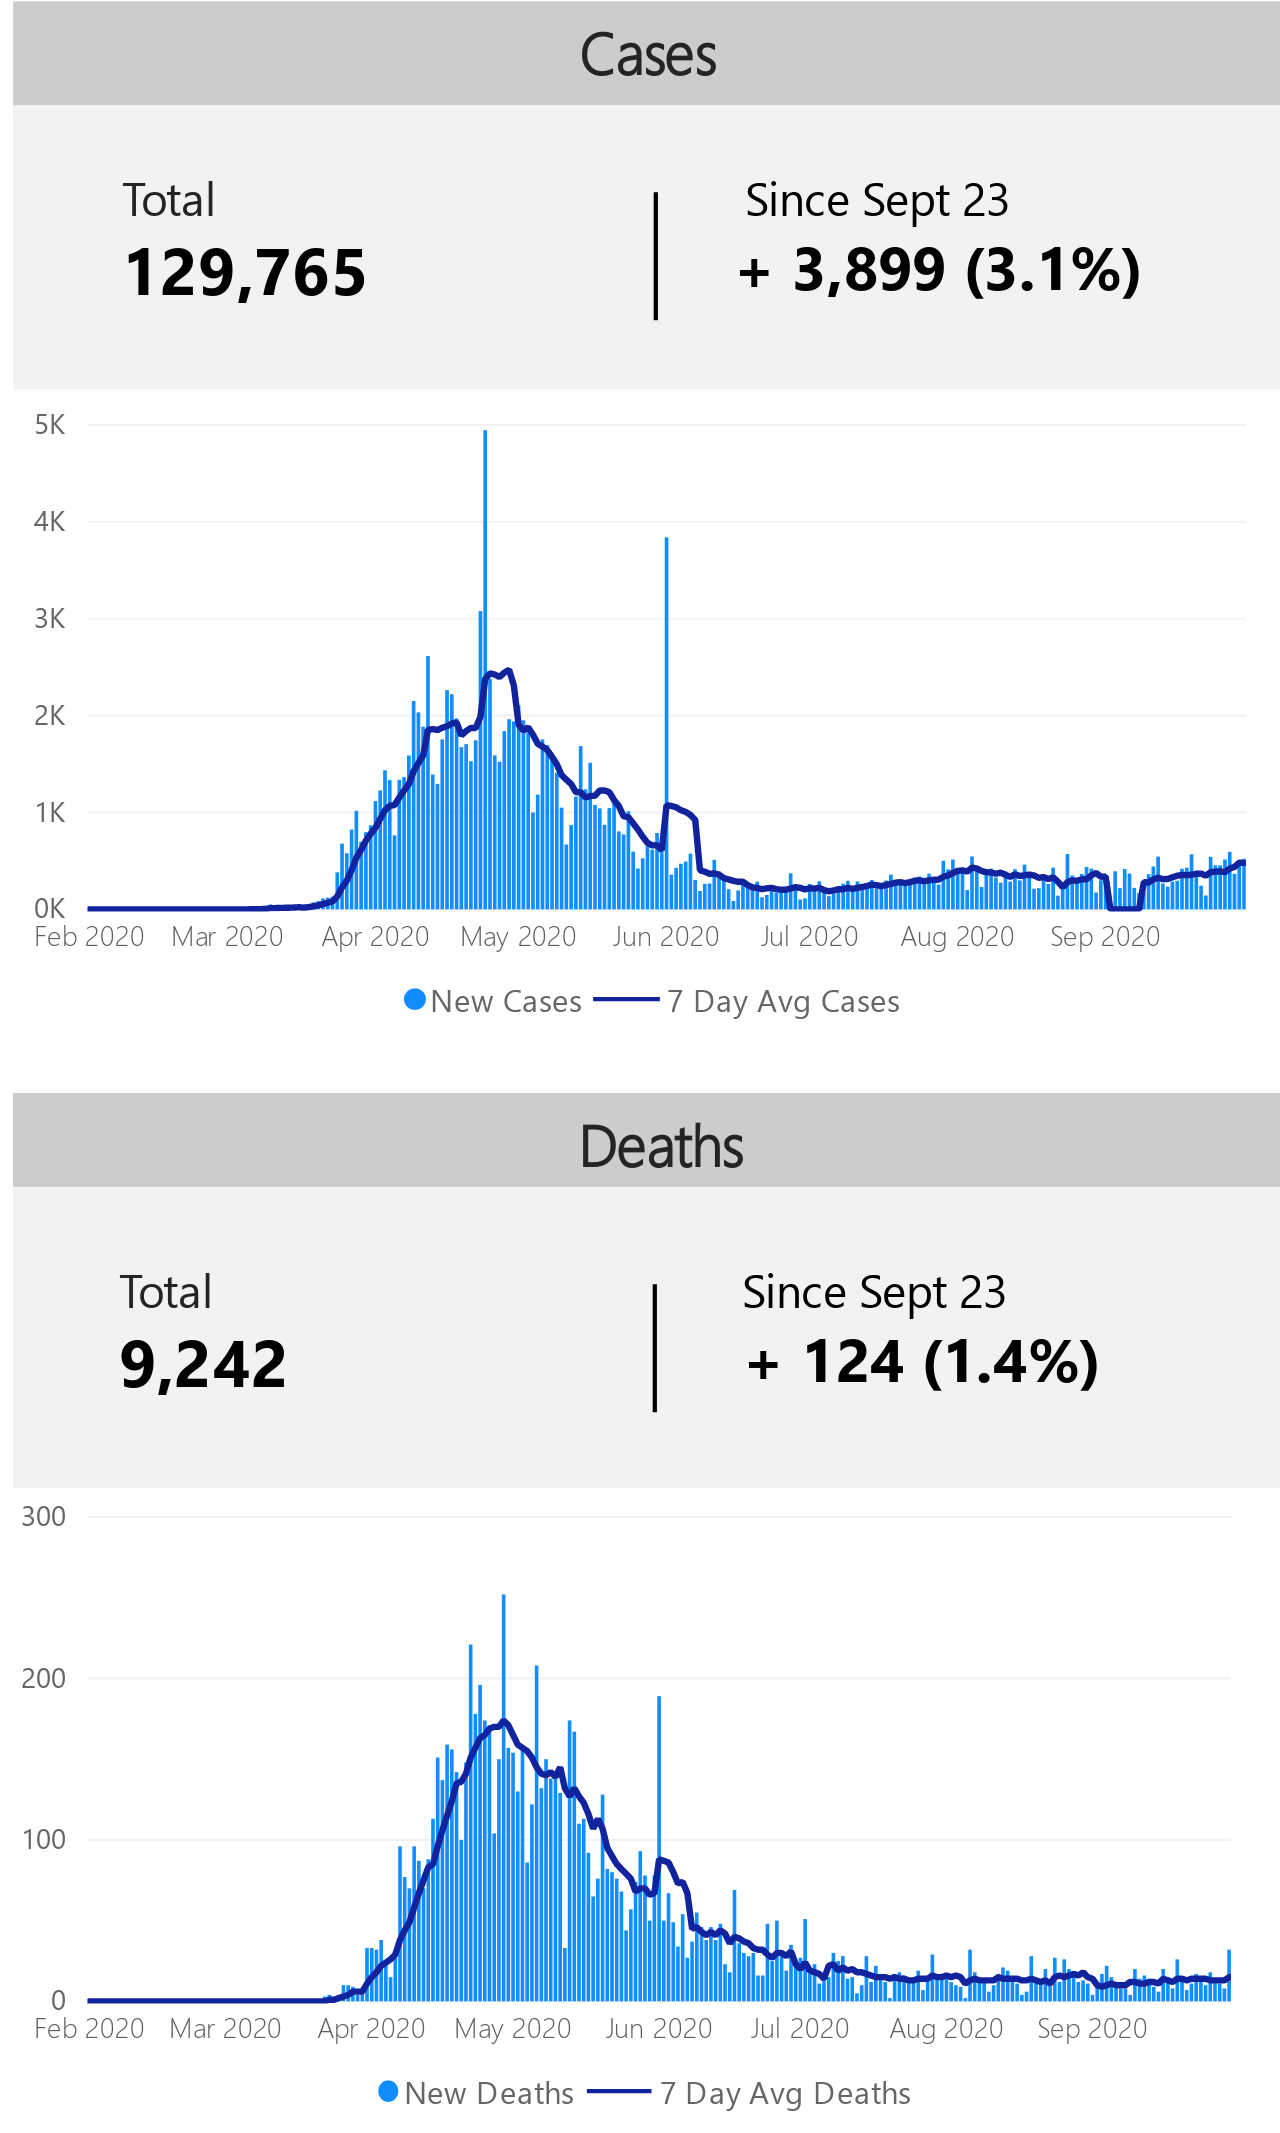 Cases
Total
Since Sept 23
129,765
+ 3,899 (3.1%)
5K
4K
3K
2K
1K
0K
Feb 2020 Mar 2020 Apr 2020 May 2020 Jun 2020 Jul 2020 Aug 2020 Sep 2020
New Cases 7 Day Avg Cases
Deaths
Total
Since Sept 23
9,242
+ 124 (1.4%)
300
200
100
0
Feb 2020 Mar 2020 Apr 2020 May 2020 Jun 2020 Jul 2020 Aug 2020 Sep 2020
New Deaths 7 Day Avg Deaths